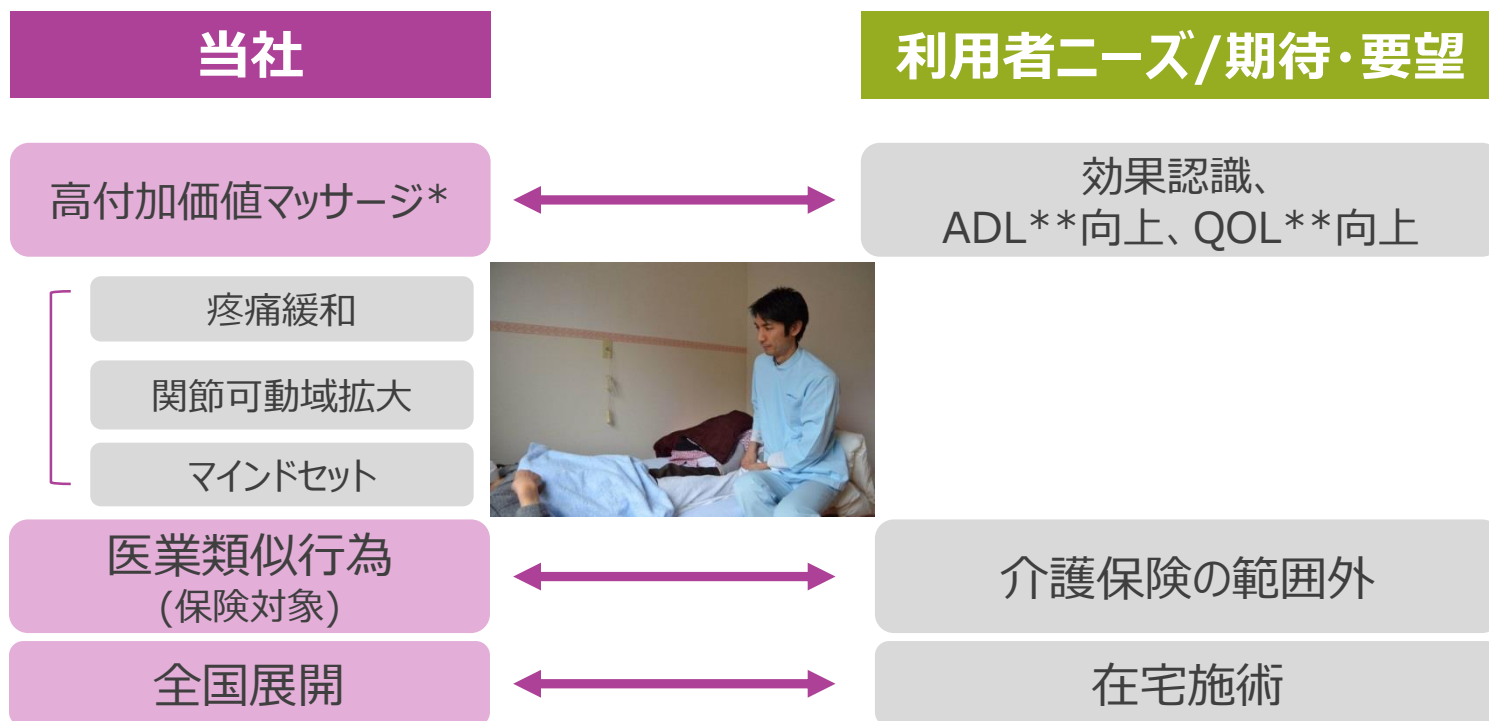 当社
利用者ニーズ/期待・要望
高付加価値マッサージ*
効果認識、
ADL**向上、QOL**向上
疼痛緩和
関節可動域拡大
マインドセット
医業類似行為
(保険対象)
介護保険の範囲外
全国展開
在宅施術